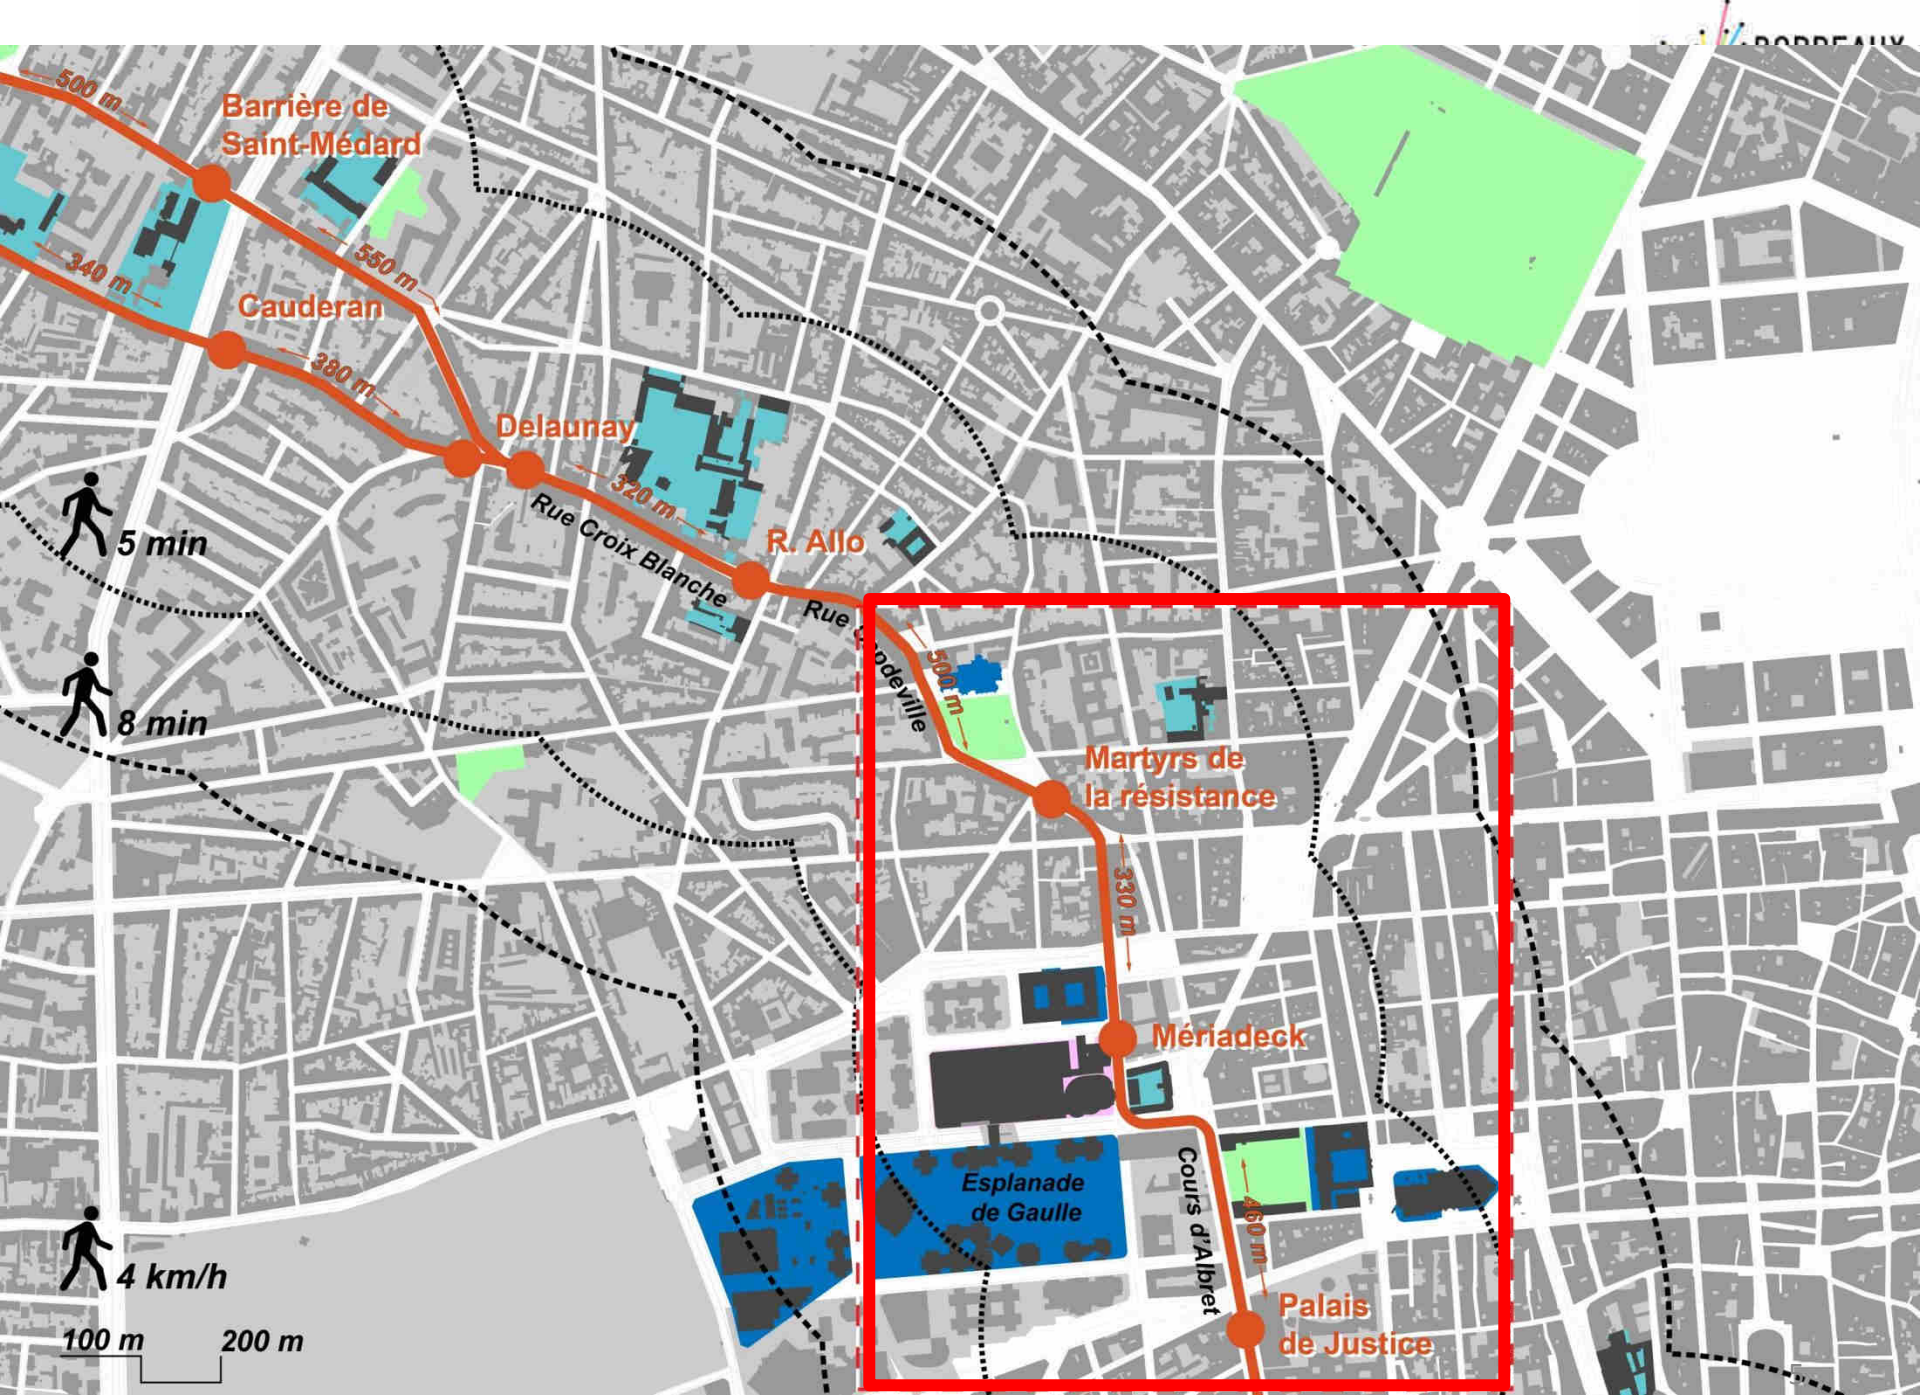 BORDEAUX
500 m
Barrière de
Saint-Médard
550 m
340 m
Cauderan
380 m
Delaunay
320 m
Rue Croix Blanche
R. Allo
5 min
8 min
Rue
ndeville
500 m
Martyrs de
la résistance
330 m
Mériadeck
Esplanade
de Gaulle
Cours d'Albret
460 m
Palais
de Justice
4 km/h
100 m
200 m